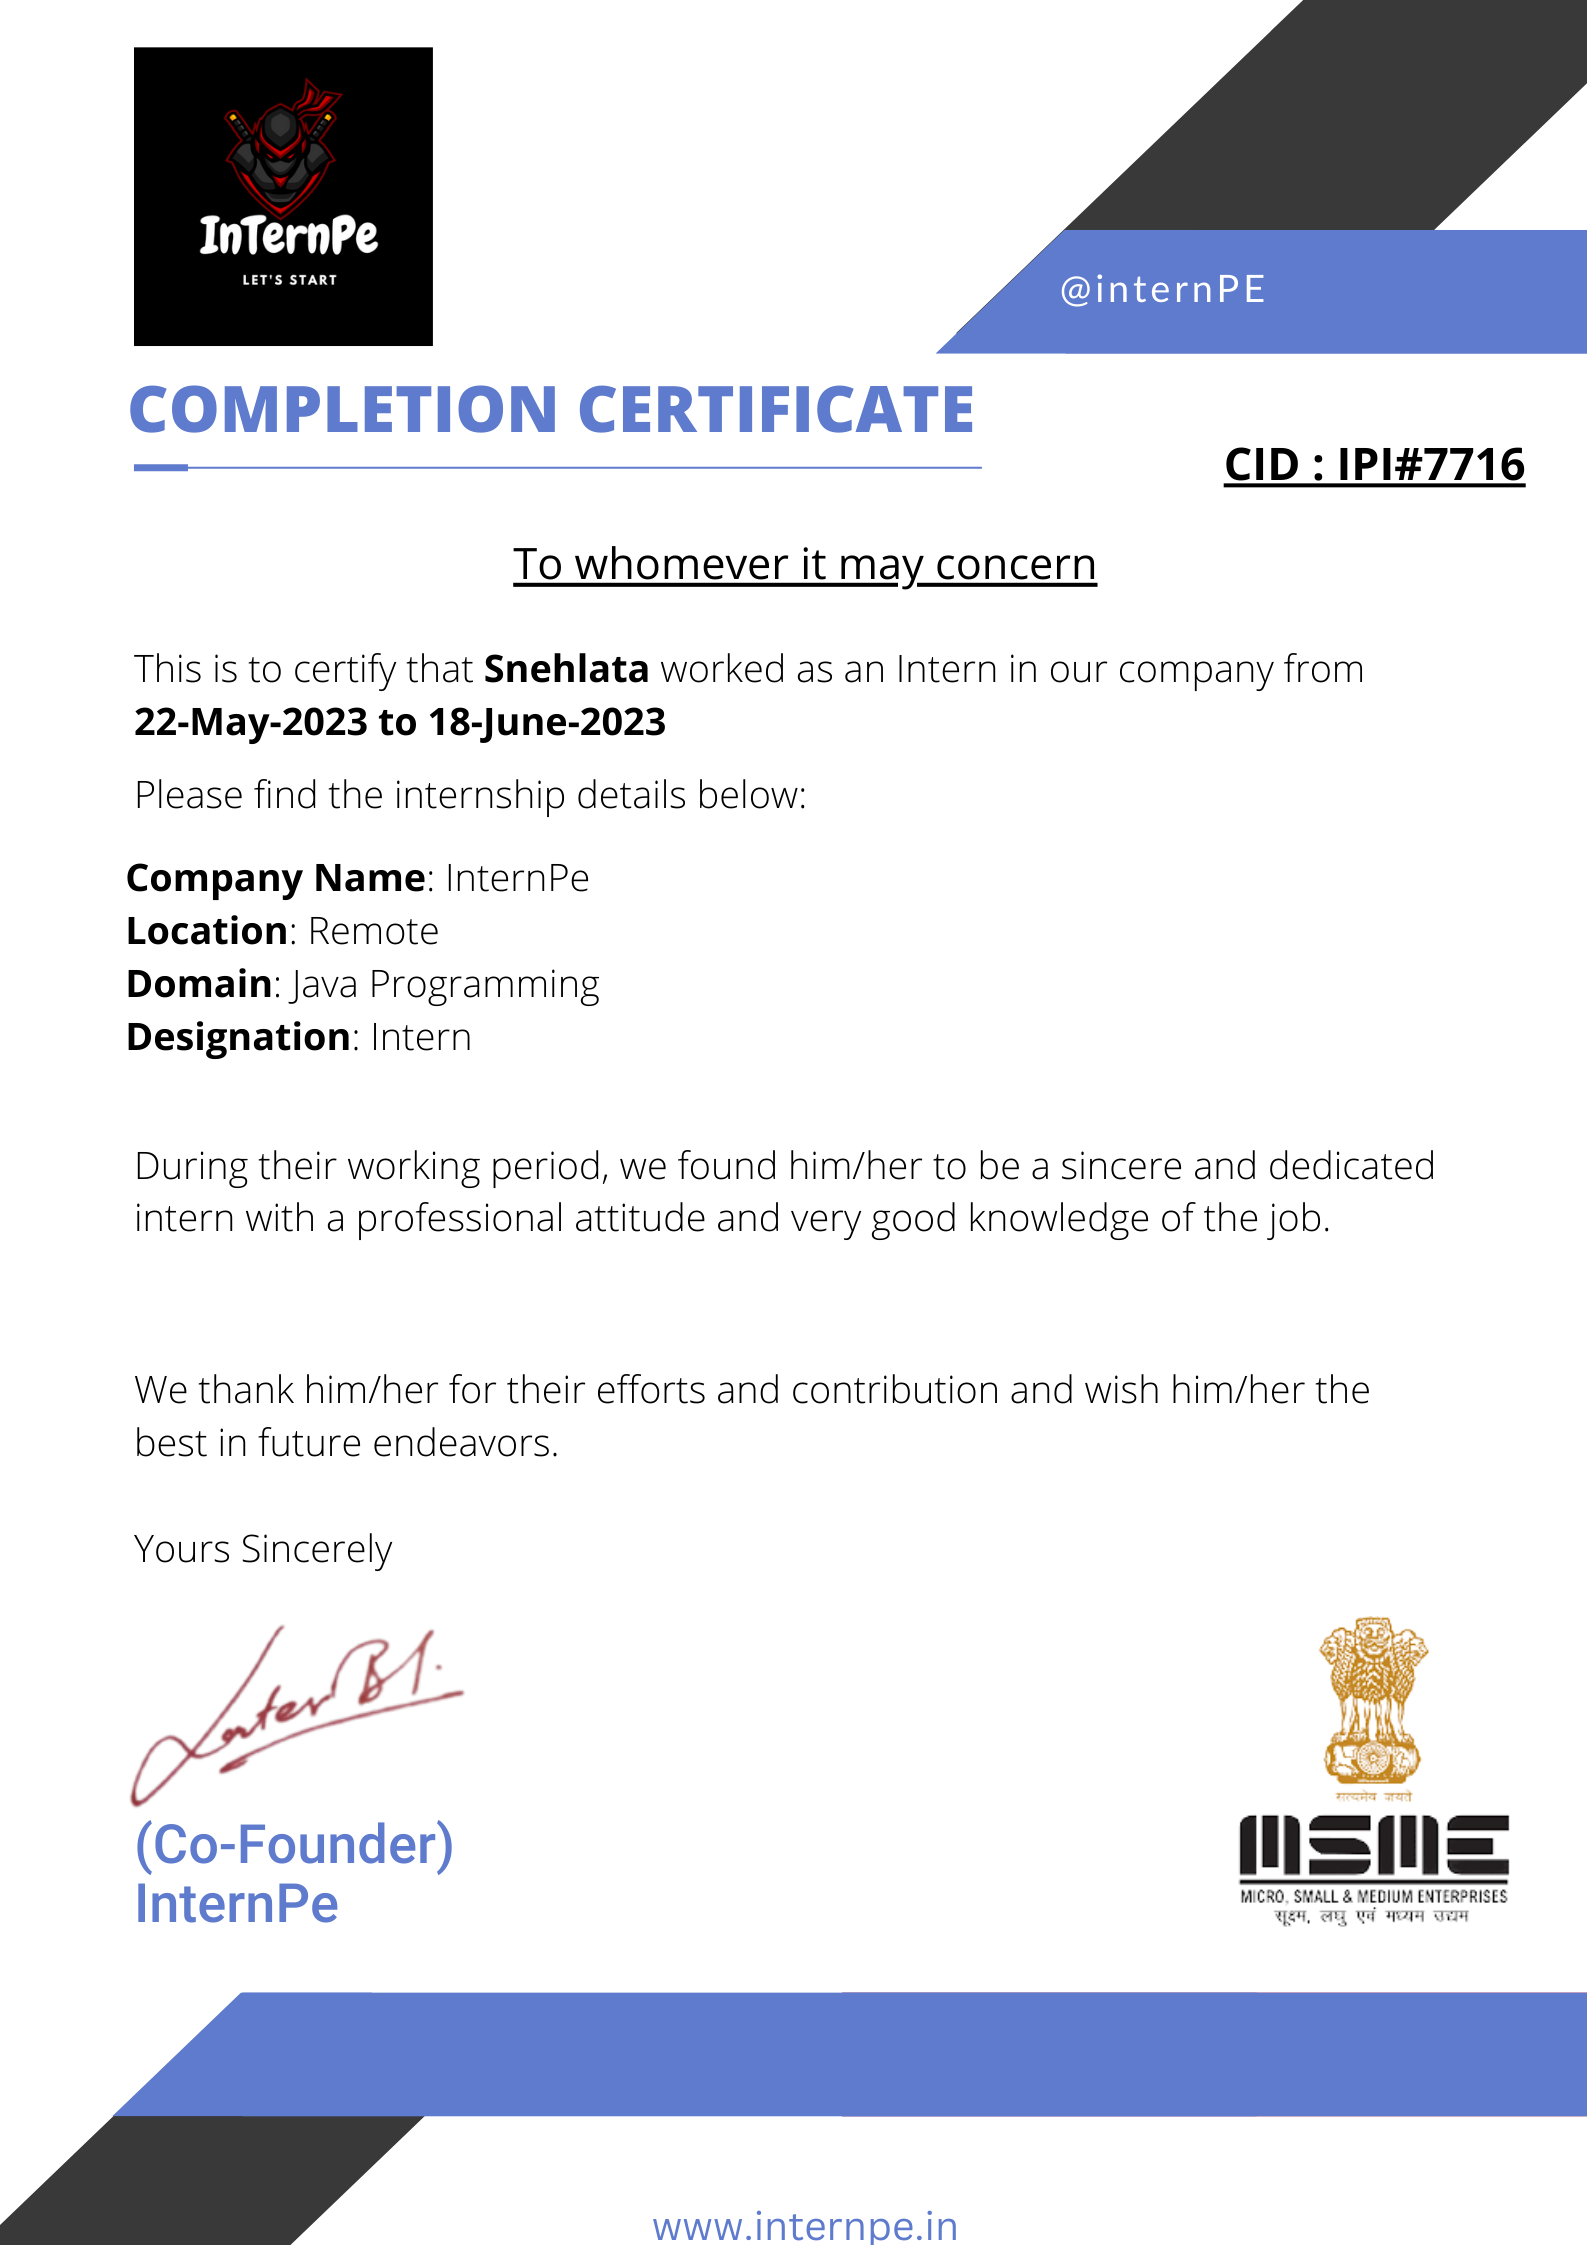 InTernPe
LET'S START
@internPE
COMPLETION CERTIFICATE
CID : IPI#7716
To whomever it may concern
This is to certify that Snehlata worked as an Intern in our company from
22-May-2023 to 18-June-2023
Please find the internship details below:
Company Name: InternPe
Location: Remote
Domain: Java Programming
Designation: Intern
During their working period, we found him/her to be a sincere and dedicated
intern with a professional attitude and very good knowledge of the job.
We thank him/her for their efforts and contribution and wish him/her the
best in future endeavors.
Yours Sincerely
(Co-Founder)
InternPe
सत्यमेव जयते
MSME
MICRO, SMALL & MEDIUM ENTERPRISES
सूक्ष्म, लघु एवं मध्यम उद्यम
www.internpe.in